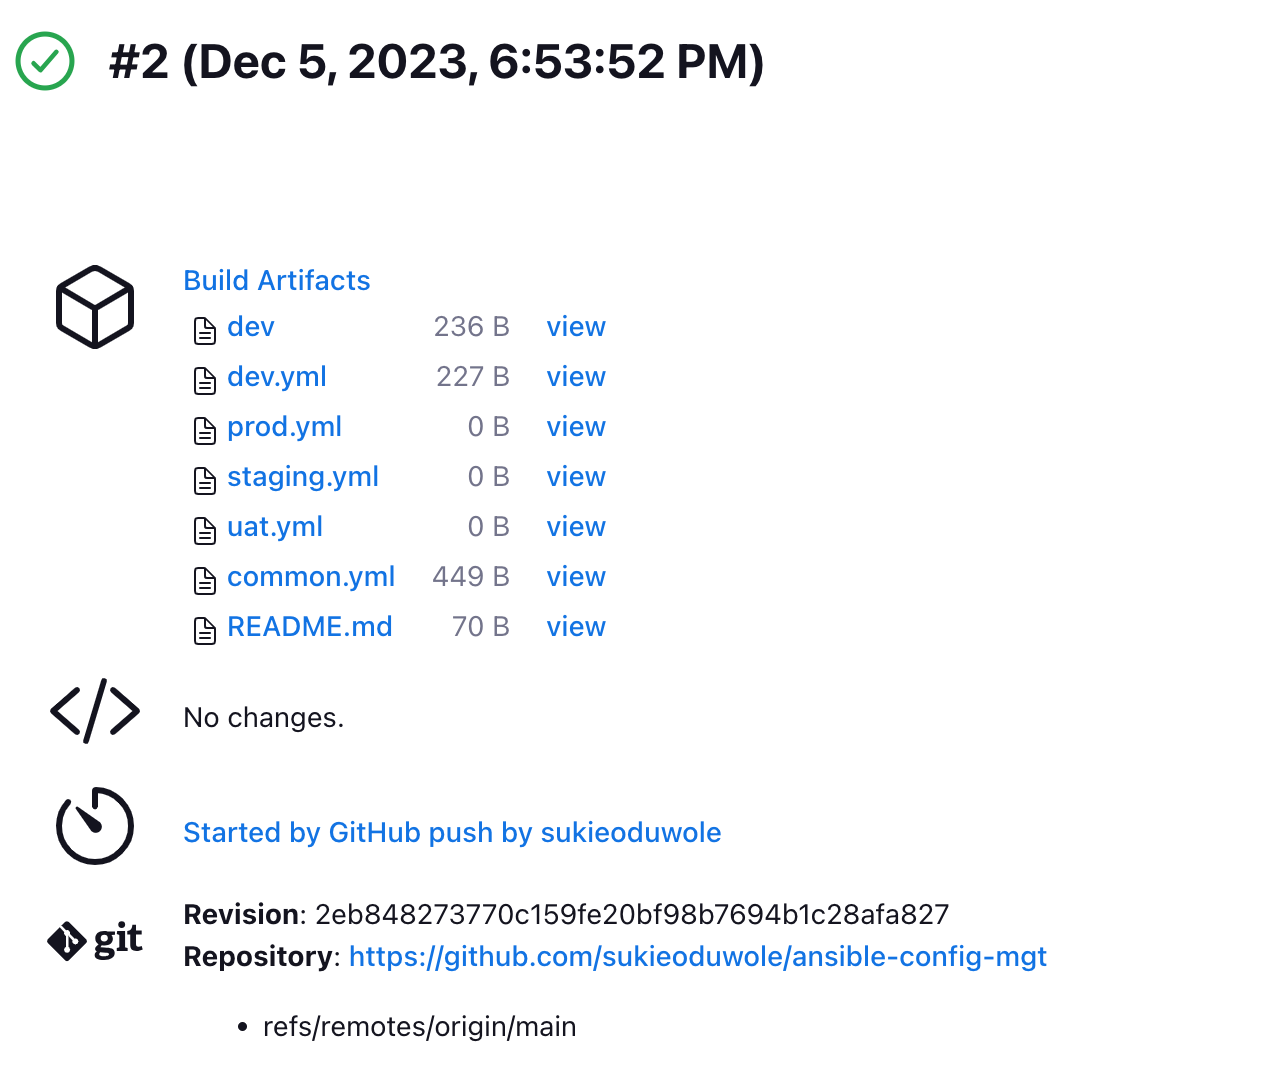 #2 (Dec 5, 2023, 6:53:52 PM)
Build Artifacts
dev 236 B view
dev.yml 227 B view
prod.yml 0 B view
staging.yml 0 B view
uat.yml 0 B view
common.yml 449 B view
README.md 70 B view
No changes.
Started by GitHub push by sukieoduwole
git
Revision: 2eb848273770c159fe20bf98b7694b1c28afa827
Repository: https://github.com/sukieoduwole/ansible-config-mgt
• refs/remotes/origin/main